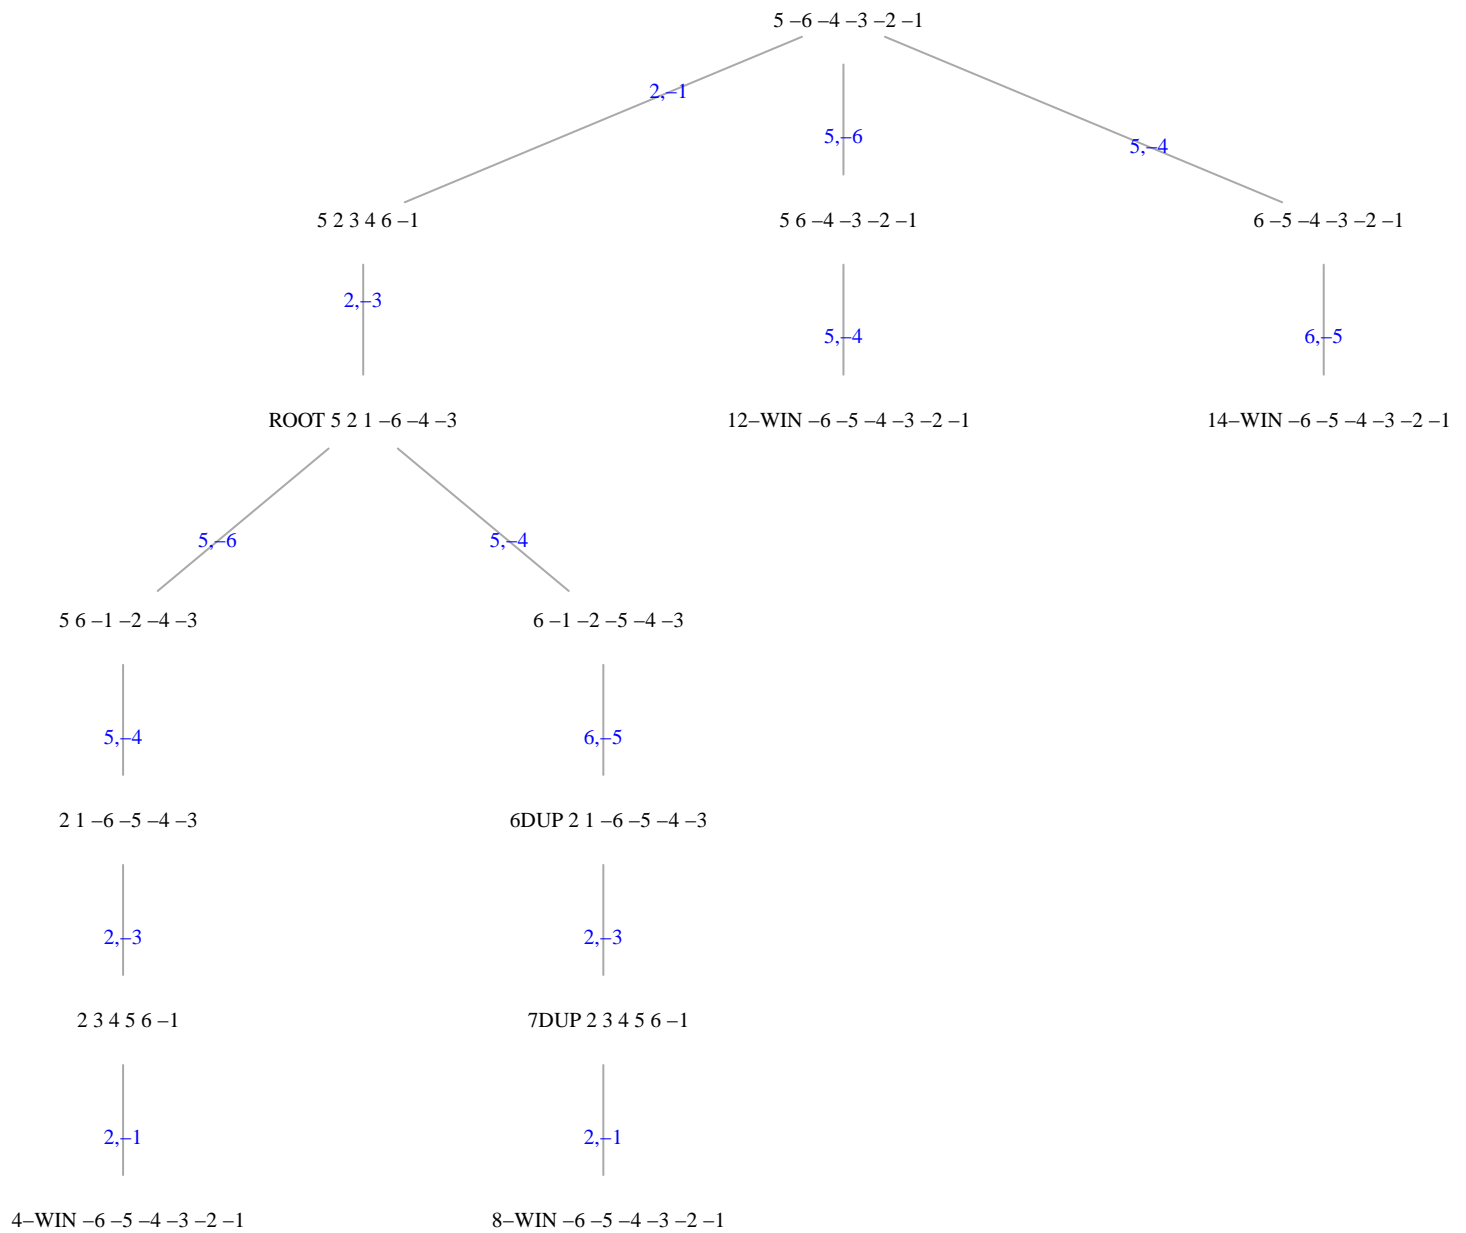 5 –6 –4 –3 –2 –1
2,–1
5,–6
5,–4
5 2 3 4 6 –1
5 6 –4 –3 –2 –1
6 –5 –4 –3 –2 –1
2,–3
5,–4
6,–5
ROOT 5 2 1 –6 –4 –3
12–WIN –6 –5 –4 –3 –2 –1
14–WIN –6 –5 –4 –3 –2 –1
5,–6
5,–4
5 6 –1 –2 –4 –3
6 –1 –2 –5 –4 –3
5,–4
6,–5
2 1 –6 –5 –4 –3
6DUP 2 1 –6 –5 –4 –3
2,–3
2,–3
2 3 4 5 6 –1
7DUP 2 3 4 5 6 –1
2,–1
2,–1
4–WIN –6 –5 –4 –3 –2 –1
8–WIN –6 –5 –4 –3 –2 –1